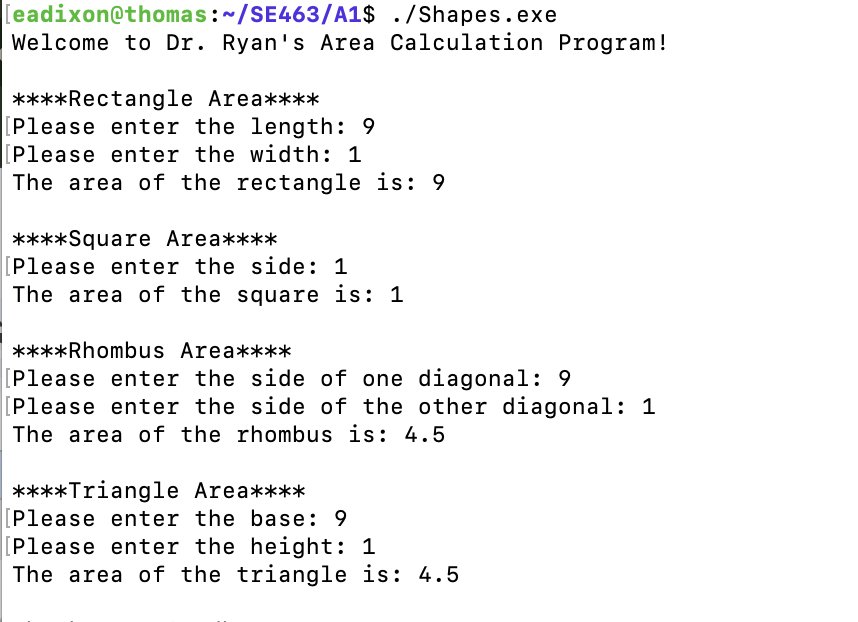 [eadixon@thomas:~/SE463/A1$ ./Shapes.exe
Welcome to Dr. Ryan's Area Calculation Program!
****Rectangle Area****
[Please enter the length: 9
[Please enter the width: 1
The area of the rectangle is: 9
****Square Area****
[Please enter the side: 1
The area of the square is: 1
****Rhombus Area****
[Please enter the side of one diagonal: 9
[Please enter the side of the other diagonal: 1
The area of the rhombus is: 4.5
****Triangle Area****
[Please enter the base: 9
[Please enter the height: 1
The area of the triangle is: 4.5